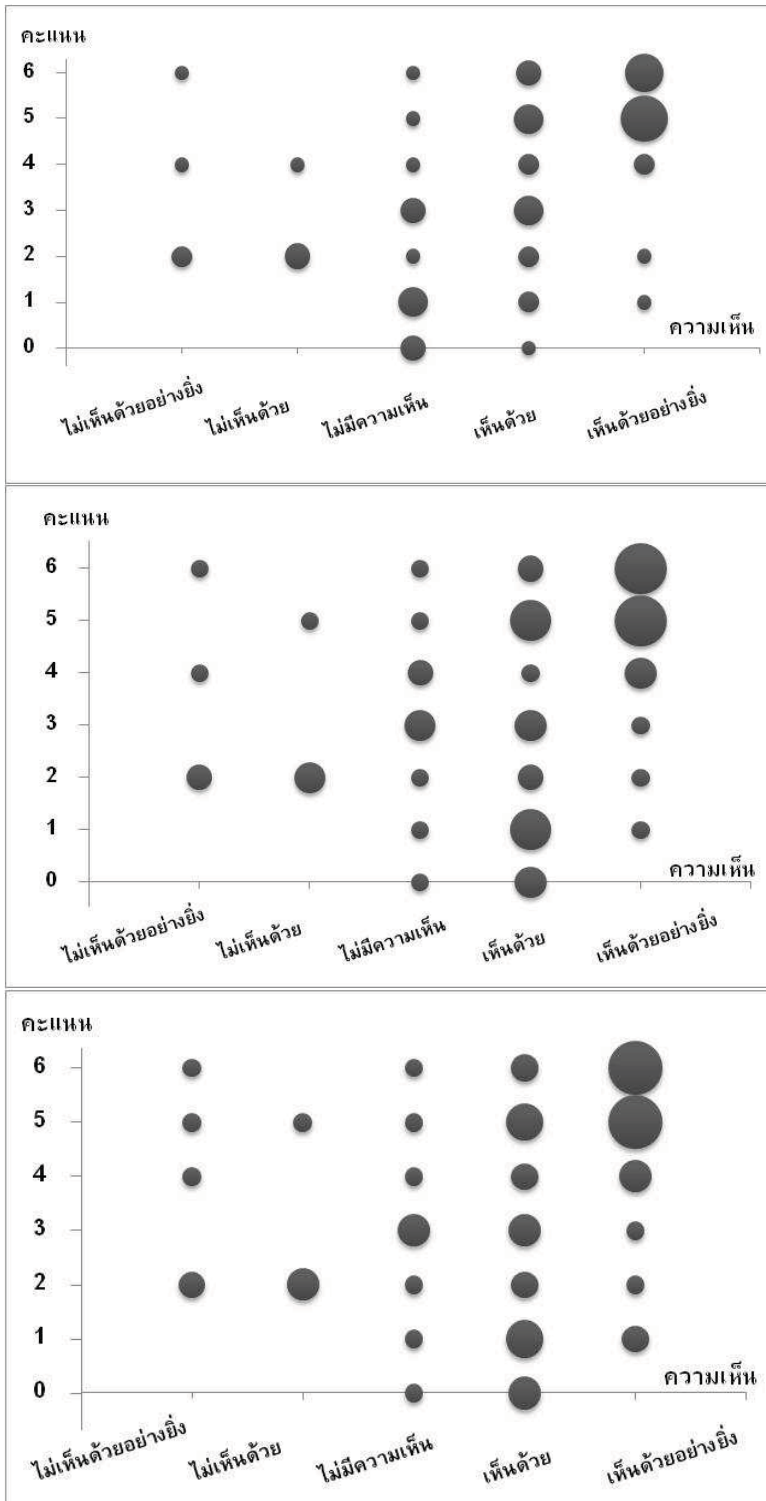 คะแนน
6
5
4
3
2
1
0
ความเห็น
ไม่เห็นด้วยอย่างยิ่ง
ไม่เห็นด้วย
ไม่มีความเห็น
เห็นด้วย
เห็นด้วยอย่างยิ่ง
คะแนน
6
5
4
3
2
1
0
ความเห็น
ไม่เห็นด้วยอย่างยิ่ง
ไม่เห็นด้วย
ไม่มีความเห็น
เห็นด้วย
เห็นด้วยอย่างยิ่ง
คะแนน
6
5
4
3
2
1
0
ความเห็น
ไม่เห็นด้วยอย่างยิ่ง
ไม่เห็นด้วย
ไม่มีความเห็น
เห็นด้วย
เห็นด้วยอย่างยิ่ง